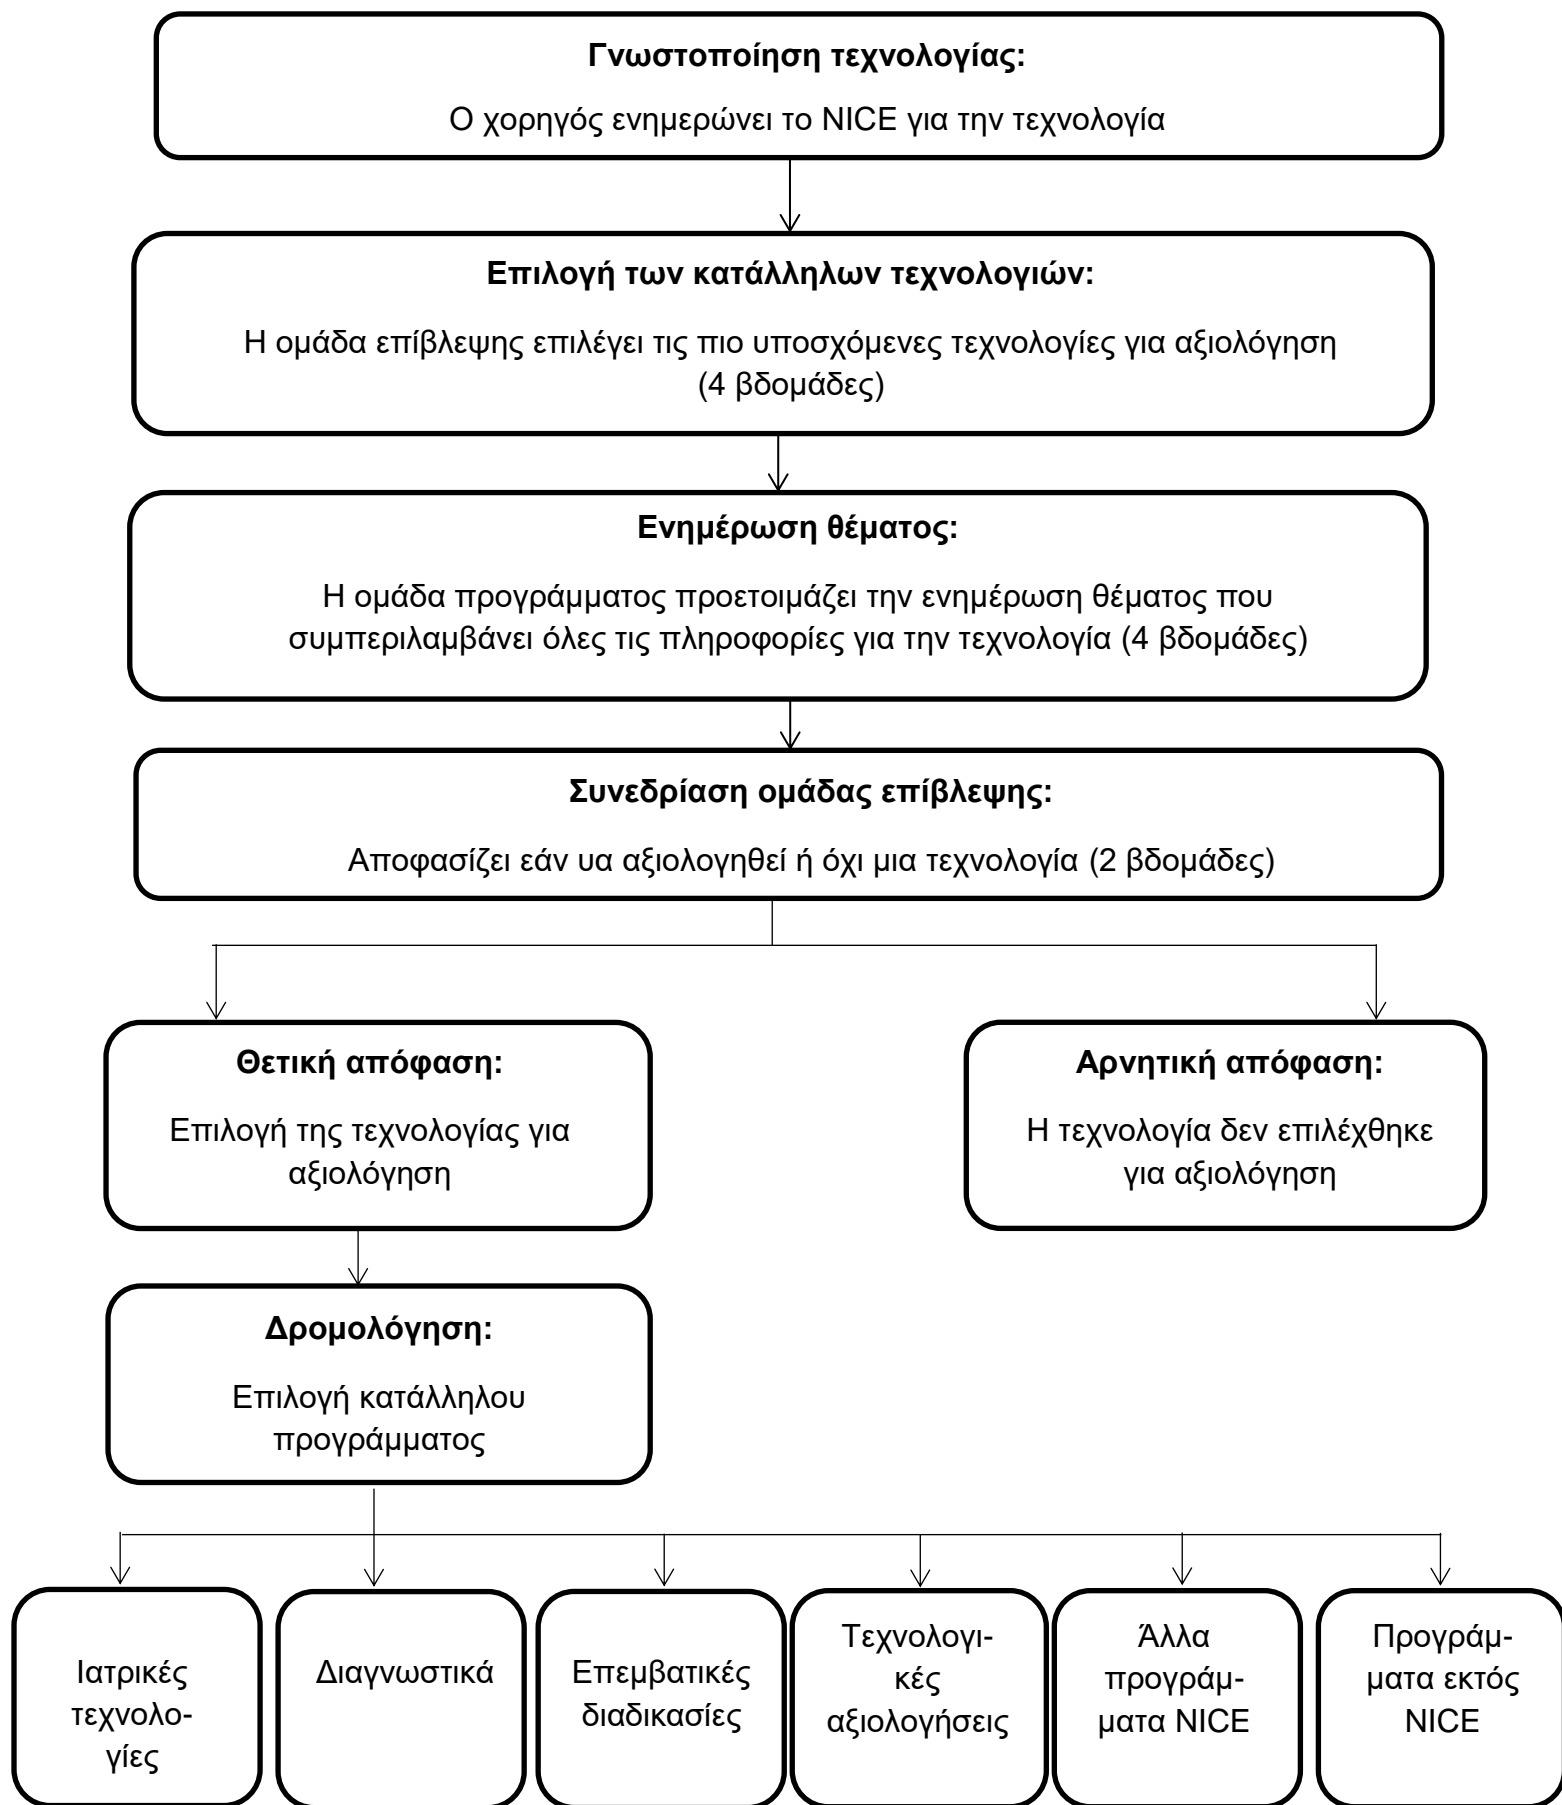 Γνωστοποίηση τεχνολογίας:
Ο χορηγός ενημερώνει το NICE για την τεχνολογία
Επιλογή των κατάλληλων τεχνολογιών:
Η ομάδα επίβλεψης επιλέγει τις πιο υποσχόμενες τεχνολογίες για αξιολόγηση
(4 βδομάδες)
Ενημέρωση θέματος:
Η ομάδα προγράμματος προετοιμάζει την ενημέρωση θέματος που
συμπεριλαμβάνει όλες τις πληροφορίες για την τεχνολογία (4 βδομάδες)
Συνεδρίαση ομάδας επίβλεψης:
Αποφασίζει εάν υα αξιολογηθεί ή όχι μια τεχνολογία (2 βδομάδες)
Θετική απόφαση:
Επιλογή της τεχνολογίας για
αξιολόγηση
Αρνητική απόφαση:
Η τεχνολογία δεν επιλέχθηκε
για αξιολόγηση
Δρομολόγηση:
Επιλογή κατάλληλου
προγράμματος
Ιατρικές
τεχνολο-
γίες
Διαγνωστικά
Επεμβατικές
διαδικασίες
Τεχνολογι-
κές
αξιολογήσεις
Άλλα
προγράμ-
ματα NICE
Προγράμ-
ματα εκτός
NICE